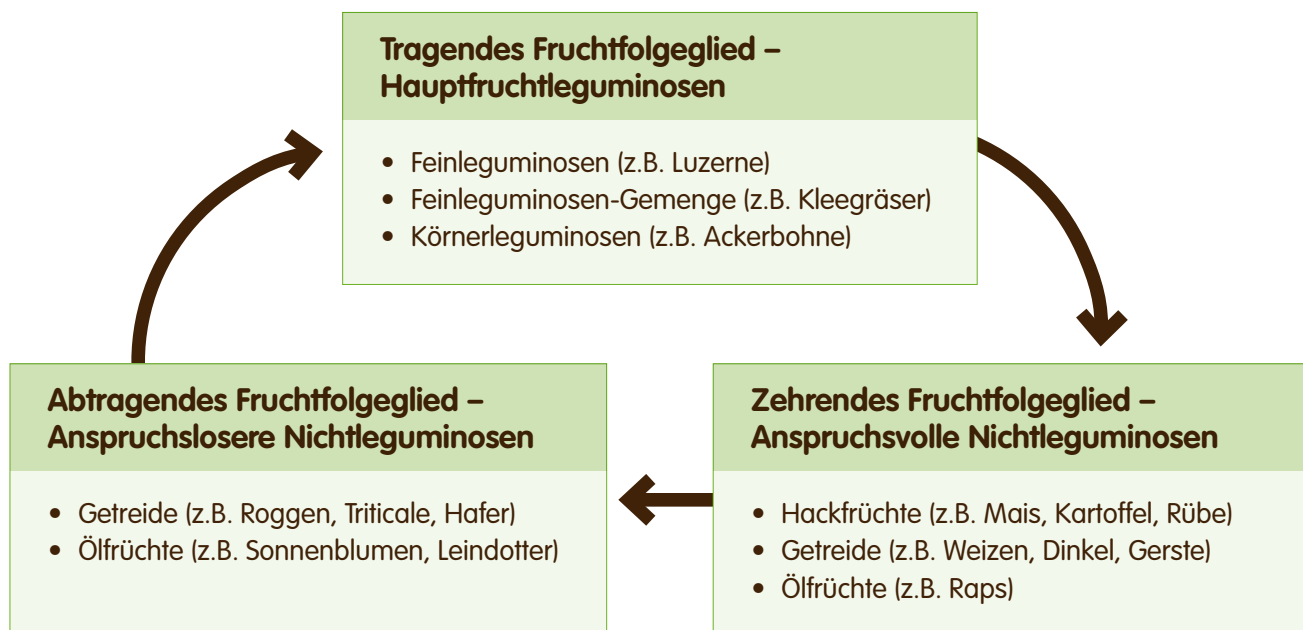 Tragendes Fruchtfolgeglied –
Hauptfruchtleguminosen
• Feinleguminosen (z.B. Luzerne)
• Feinleguminosen-Gemenge (z.B. Kleegräser)
• Körnerleguminosen (z.B. Ackerbohne)
Zehrendes Fruchtfolgeglied –
Anspruchsvolle Nichtleguminosen
• Hackfrüchte (z.B. Mais, Kartoffel, Rübe)
• Getreide (z.B. Weizen, Dinkel, Gerste)
• Ölfrüchte (z.B. Raps)
Abtragendes Fruchtfolgeglied –
Anspruchslosere Nichtleguminosen
• Getreide (z.B. Roggen, Triticale, Hafer)
• Ölfrüchte (z.B. Sonnenblumen, Leindotter)